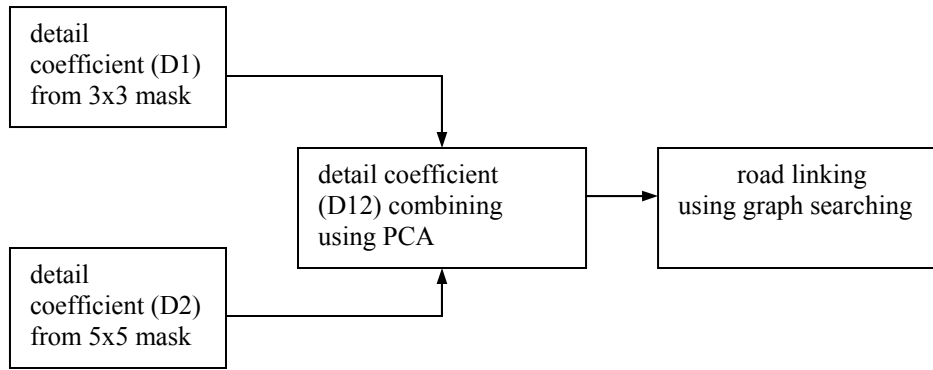 detail
coefficient (D1)
from 3x3 mask
detail coefficient
(D12) combining
using PCA
road linking
using graph searching
detail
coefficient (D2)
from 5x5 mask